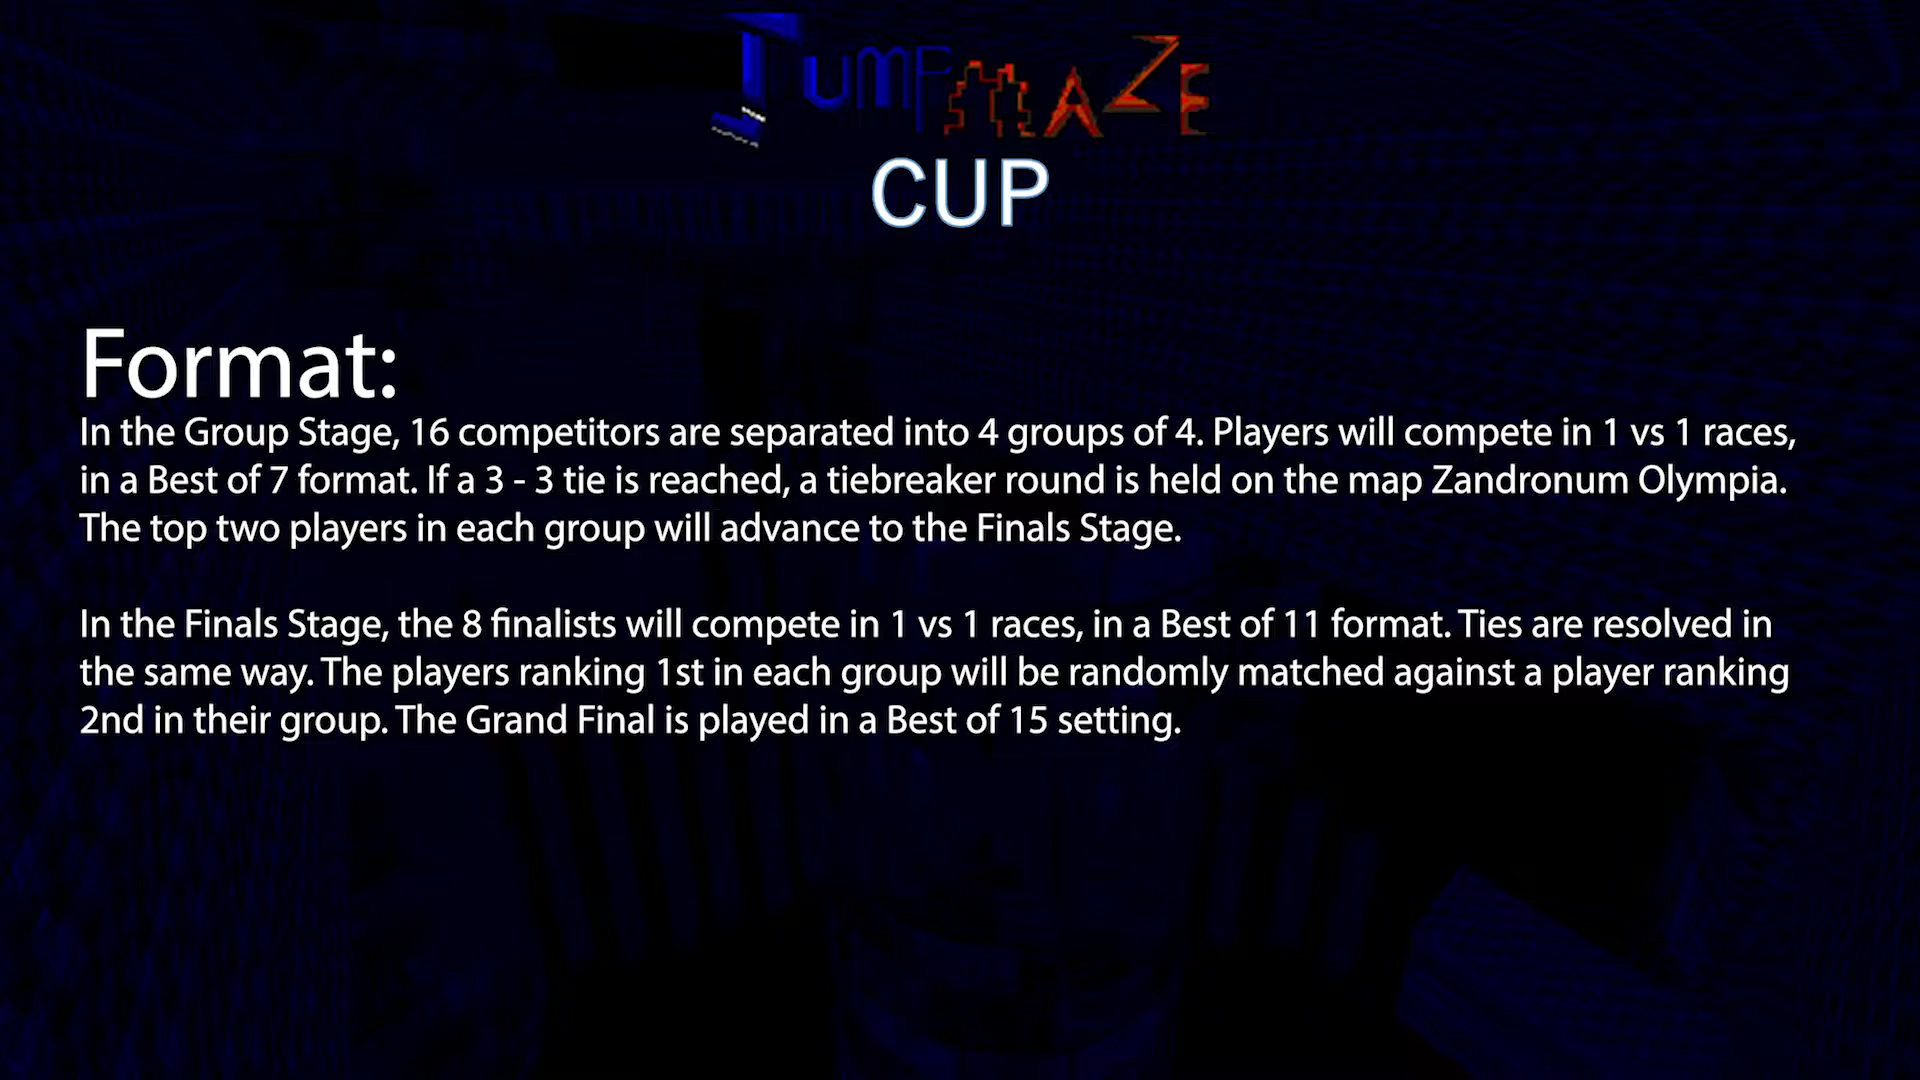 JumpMAZE
CUP
Format:
In the Group Stage, 16 competitors are separated into 4 groups of 4. Players will compete in 1 vs 1 races,
in a Best of 7 format. If a 3 - 3 tie is reached, a tiebreaker round is held on the map Zandronum Olympia.
The top two players in each group will advance to the Finals Stage.
In the Finals Stage, the 8 finalists will compete in 1 vs 1 races, in a Best of 11 format. Ties are resolved in
the same way. The players ranking 1st in each group will be randomly matched against a player ranking
2nd in their group. The Grand Final is played in a Best of 15 setting.